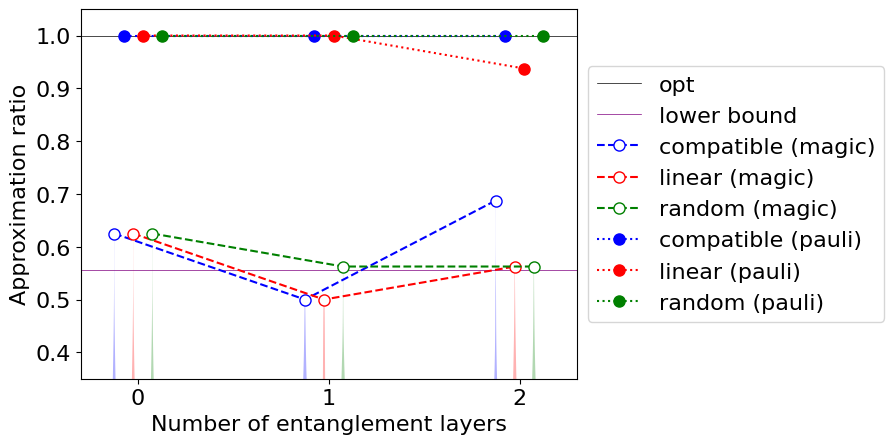 Approximation ratio
1.0
0.9
0.8
0.7
0.6
0.5
0.4
0
1
2
Number of entanglement layers
opt
lower bound
compatible (magic)
linear (magic)
random (magic)
compatible (pauli)
linear (pauli)
random (pauli)